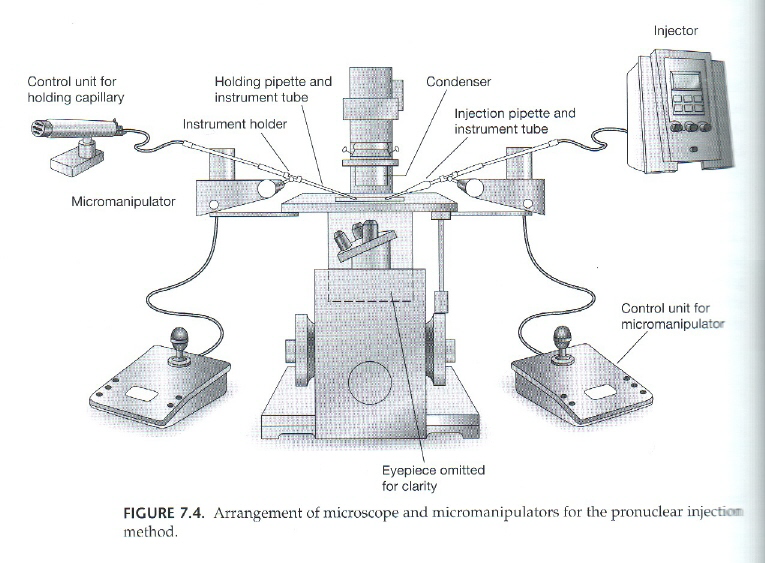 Injector
Control unit for
holding capillary
Holding pipette and
instrument tube
Condenser
Instrument holder
Injection pipette and
instrument tube
Micromanipulator
Control unit for
micromanipulator
Eyepiece omitted
for clarity
FIGURE 7.4. Arrangement of microscope and micromanipulators for the pronuclear injection
method.